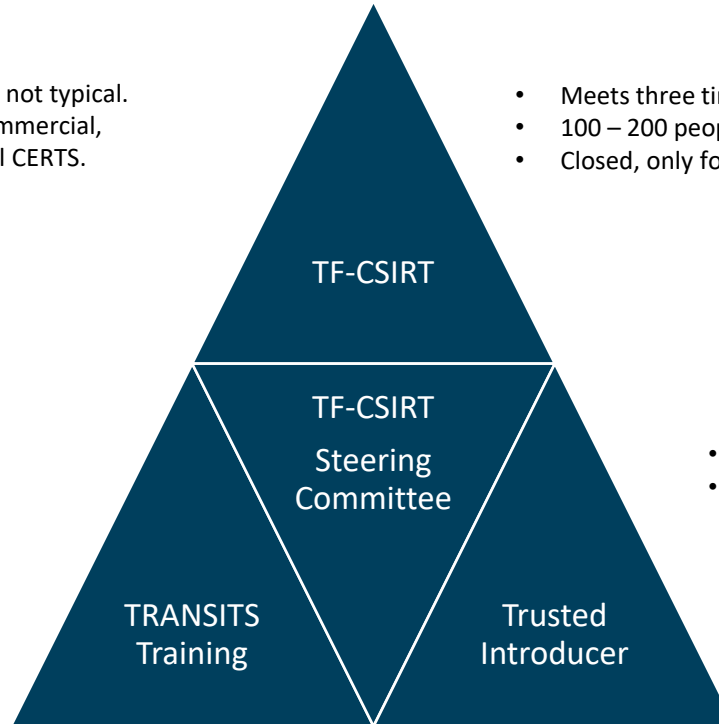 not typical.
mmercial,
l CERTS.
• Meets three ti
• 100 – 200 peop
• Closed, only fo
TF-CSIRT
TF-CSIRT
Steering
Committee
•
•
TRANSITS
Training
Trusted
Introducer